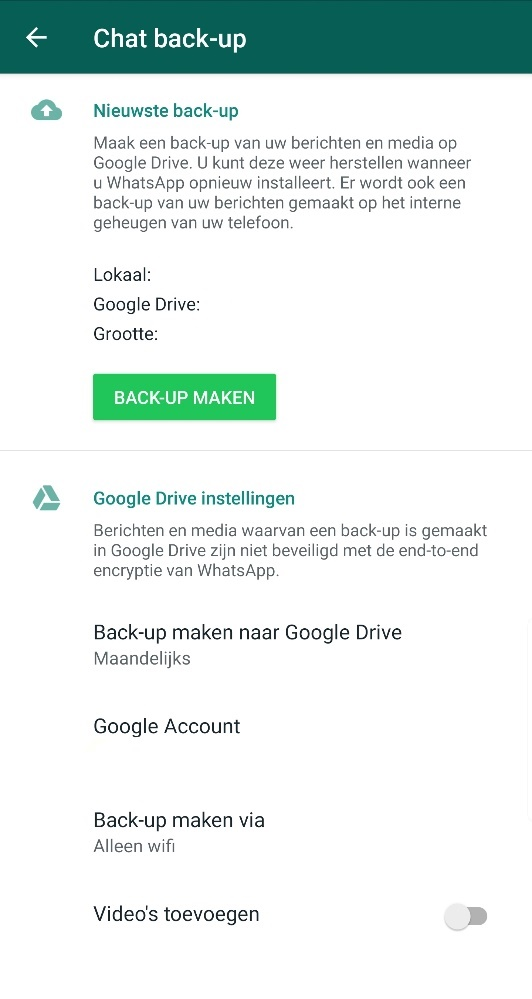 Chat back-up
Nieuwste back-up
Maak een back-up van uw berichten en media op
Google Drive. U kunt deze weer herstellen wanneer
u WhatsApp opnieuw installeert. Er wordt ook een
back-up van uw berichten gemaakt op het interne
geheugen van uw telefoon.
Lokaal:
Google Drive:
Grootte:
BACK-UP MAKEN
Google Drive instellingen
Berichten en media waarvan een back-up is gemaakt
in Google Drive zijn niet beveiligd met de end-to-end
encryptie van WhatsApp.
Back-up maken naar Google Drive
Maandelijks
Google Account
Back-up maken via
Alleen wifi
Video's toevoegen